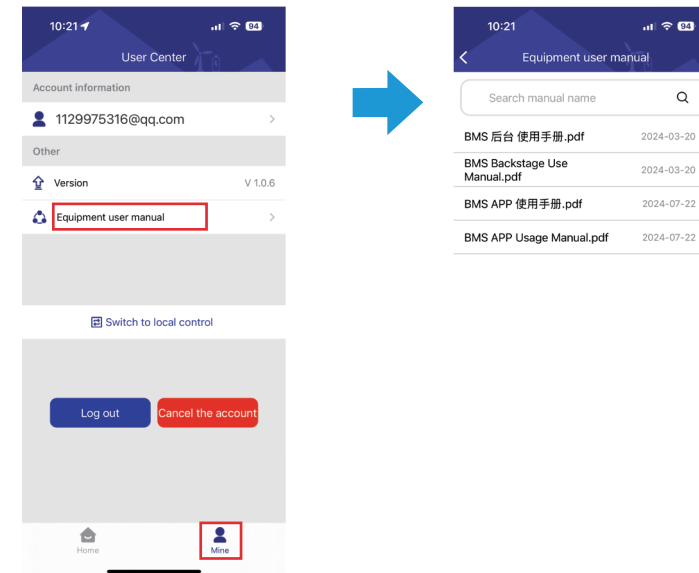 10:21
94
User Center
Account information
1129975316@qq.com
Other
Version
V 1.0.6
Equipment user manual
Switch to local control
Log out
Cancel the account
Home
Mine
10:21
94
Equipment user manual
Search manual name
BMS 后台 使用手册.pdf
2024-03-20
BMS Backstage Use
Manual.pdf
2024-03-20
BMS APP 使用手册.pdf
2024-07-22
BMS APP Usage Manual.pdf
2024-07-22